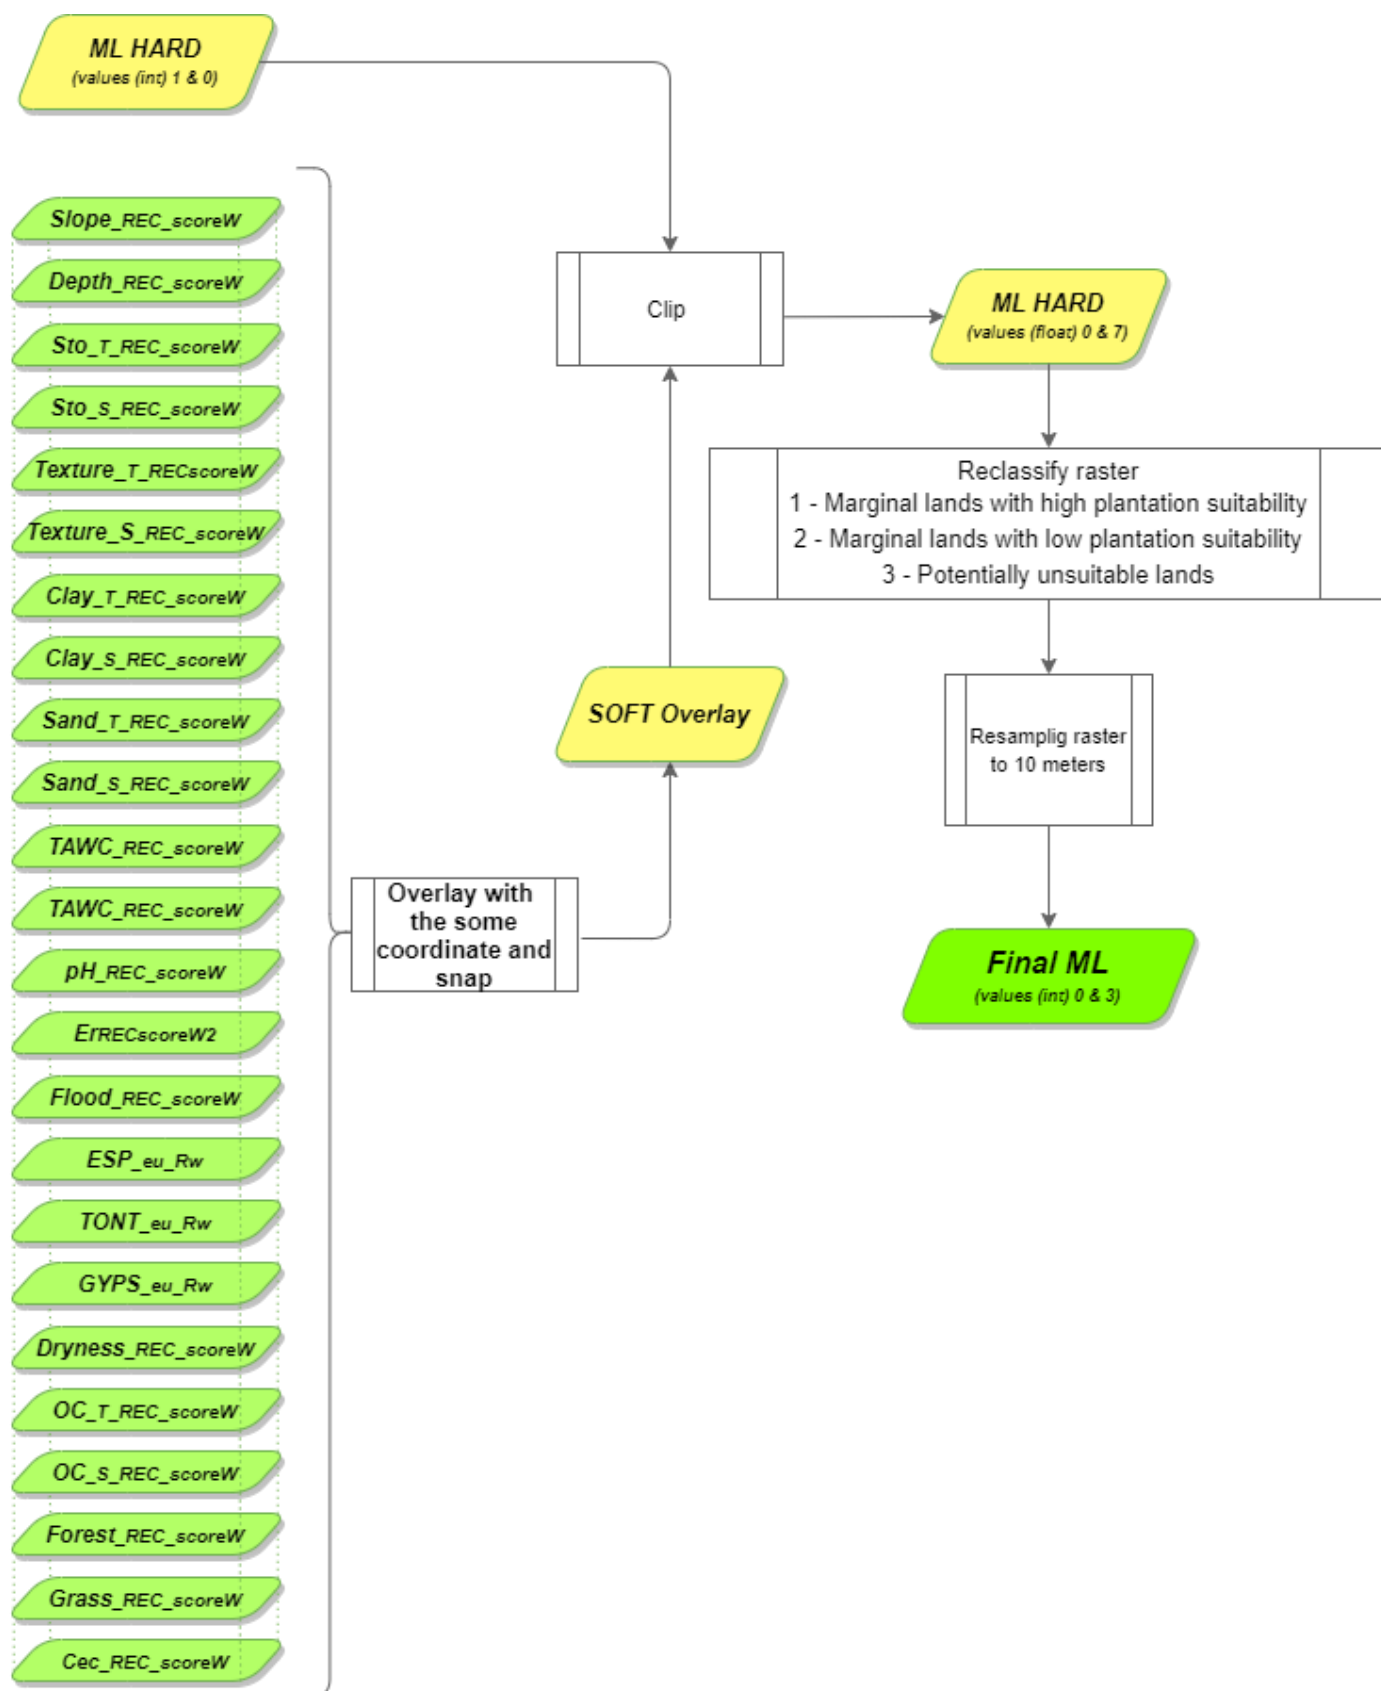 ML HARD
(values (int) 1 & 0)
Slope_REC_scoreW
Depth_REC_scoreW
Sto_T_REC_scoreW
Sto_S_REC_scoreW
Texture_T_RECscoreW
Texture_S_REC_scoreW
Clay_T_REC_scoreW
Clay_S_REC_scoreW
Sand_T_REC_scoreW
Sand_S_REC_scoreW
TAWC_REC_scoreW
TAWC_REC_scoreW
pH_REC_scoreW
ErRECscoreW2
Flood_REC_scoreW
ESP_eu_Rw
TONT_eu_Rw
GYPS_eu_Rw
Dryness_REC_scoreW
OC_T_REC_scoreW
OC_S_REC_scoreW
Forest_REC_scoreW
Grass_REC_scoreW
Cec_REC_scoreW
Overlay with
the some
coordinate and
snap
SOFT Overlay
Clip
ML HARD
(values (float) 0 & 7)
Reclassify raster
1 - Marginal lands with high plantation suitability
2 - Marginal lands with low plantation suitability
3 - Potentially unsuitable lands
Resamplig raster
to 10 meters
Final ML
(values (int) 0 & 3)